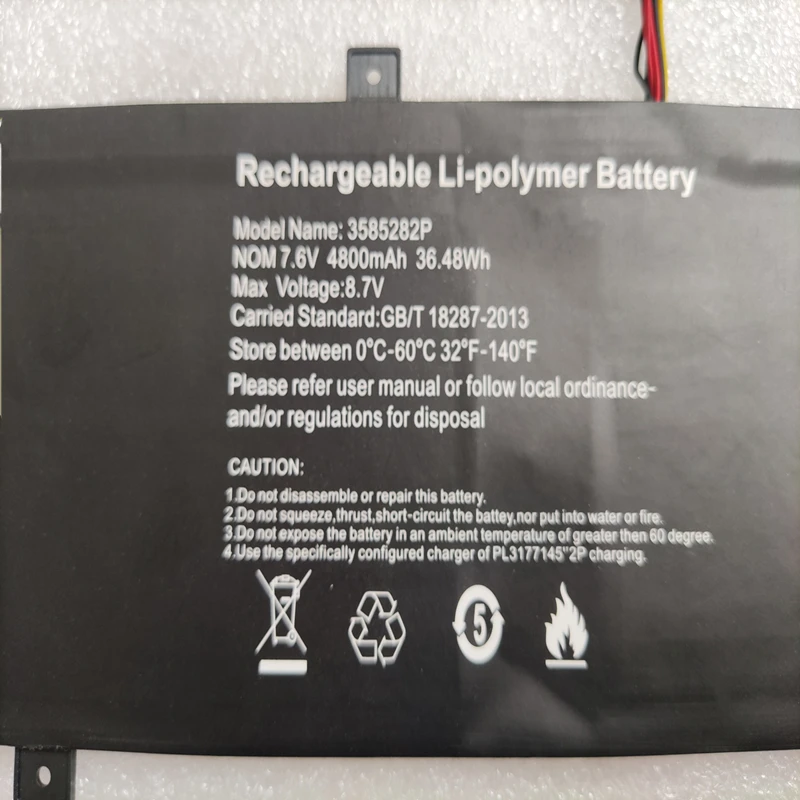 Rechargeable Li-polymer Battery
Model Name: 3585282P
NOM 7.6V 4800mAh 36.48Wh
Max Voltage:8.7V
Carried Standard:GB/T 18287-2013
Store between 0°C-60°C 32°F-140°F
Please refer user manual or follow local ordinance-
and/or regulations for disposal
CAUTION:
1.Do not disassemble or repair this battery.
2.Do not squeeze,thrust,short-circuit the battey,nor put into water or fire.
3.Do not expose the battery in an ambient temperature of greater then 60 degree.
4.Use the specifically configured charger of PL3177145"2P charging.
5